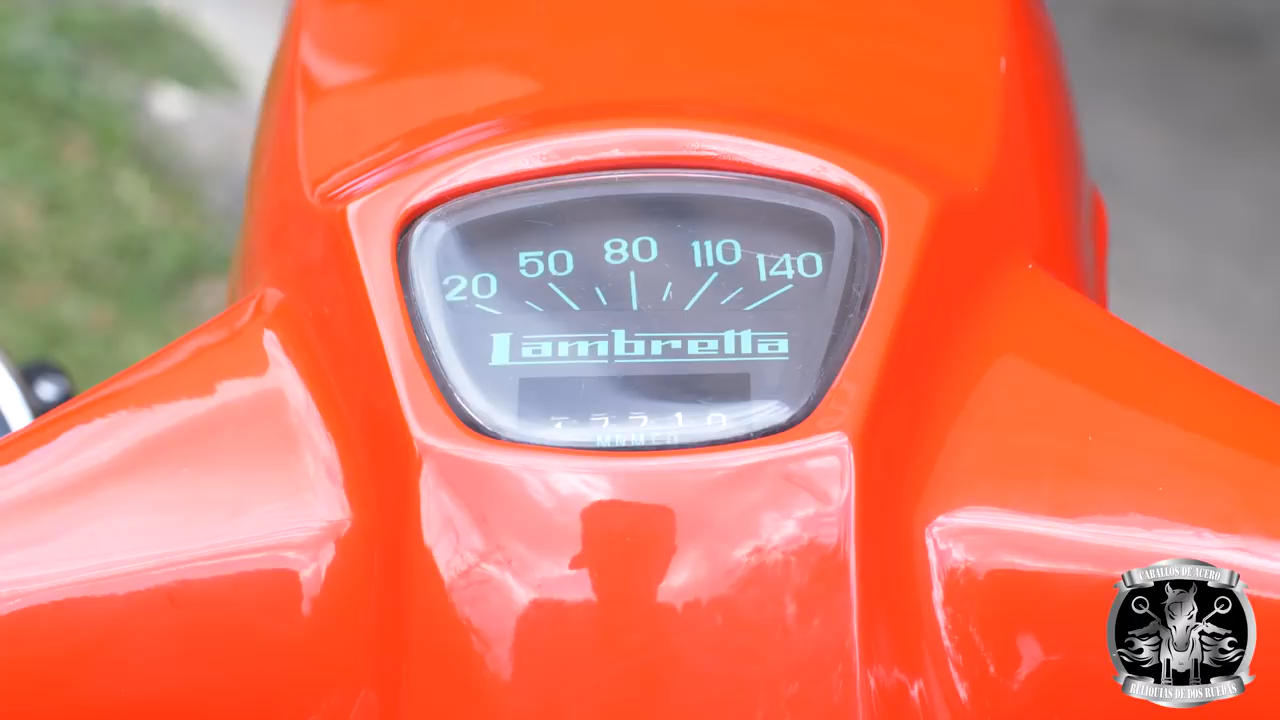 20 50 80 110 140
Lambretta
CABALLOS DE ACERO
RELIQUIAS DE DOS RUEDAS